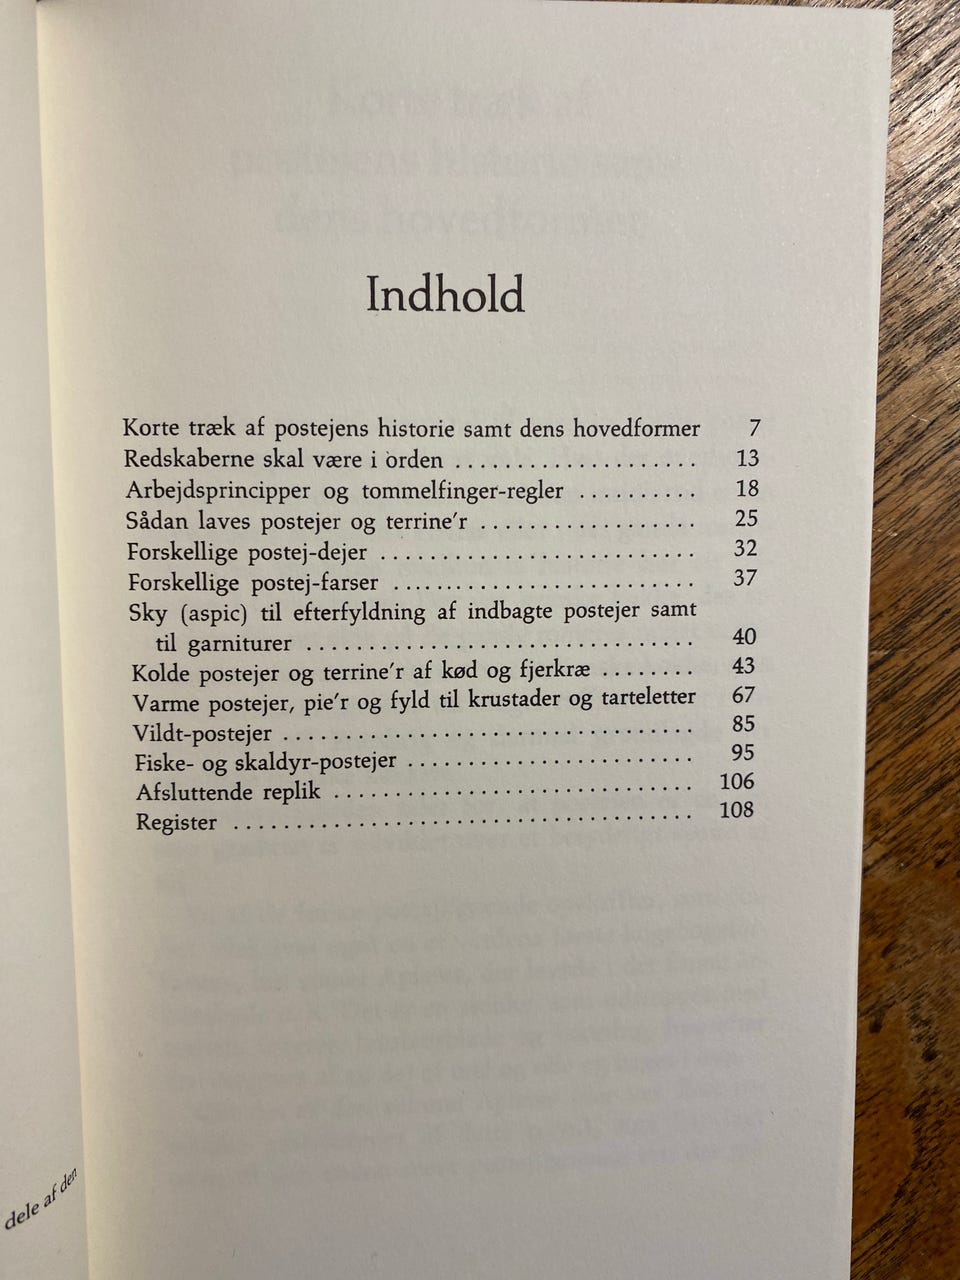 Indhold
Korte træk af postejens historie samt dens hovedformer 7
Redskaberne skal være i orden .................... 13
Arbejdsprincipper og tommelfinger-regler .......... 18
Sådan laves postejer og terrine'r .................. 25
Forskellige postej-dejer .......................... 32
Forskellige postej-farser ......................... 37
Sky (aspic) til efterfyldning af indbagte postejer samt
til garniturer ................................ 40
Kolde postejer og terrine'r af kød og fjerkræ ........ 43
Varme postejer, pie'r og fyld til krustader og tarteletter 67
Vildt-postejer .................................. 85
Fiske- og skaldyr-postejer ........................ 95
Afsluttende replik .............................. 106
Register ...................................... 108
dele af den